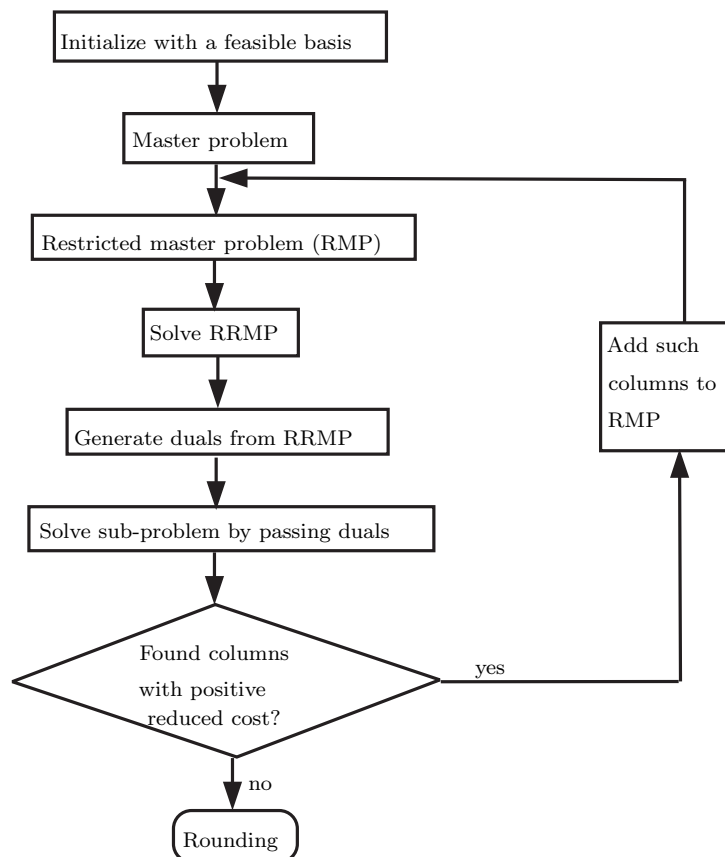 Initialize with a feasible basis
Master problem
Restricted master problem (RMP)
Solve RRMP
Generate duals from RRMP
Solve sub-problem by passing duals
Found columns
with positive
reduced cost?
yes
Add such
columns to
RMP
no
Rounding